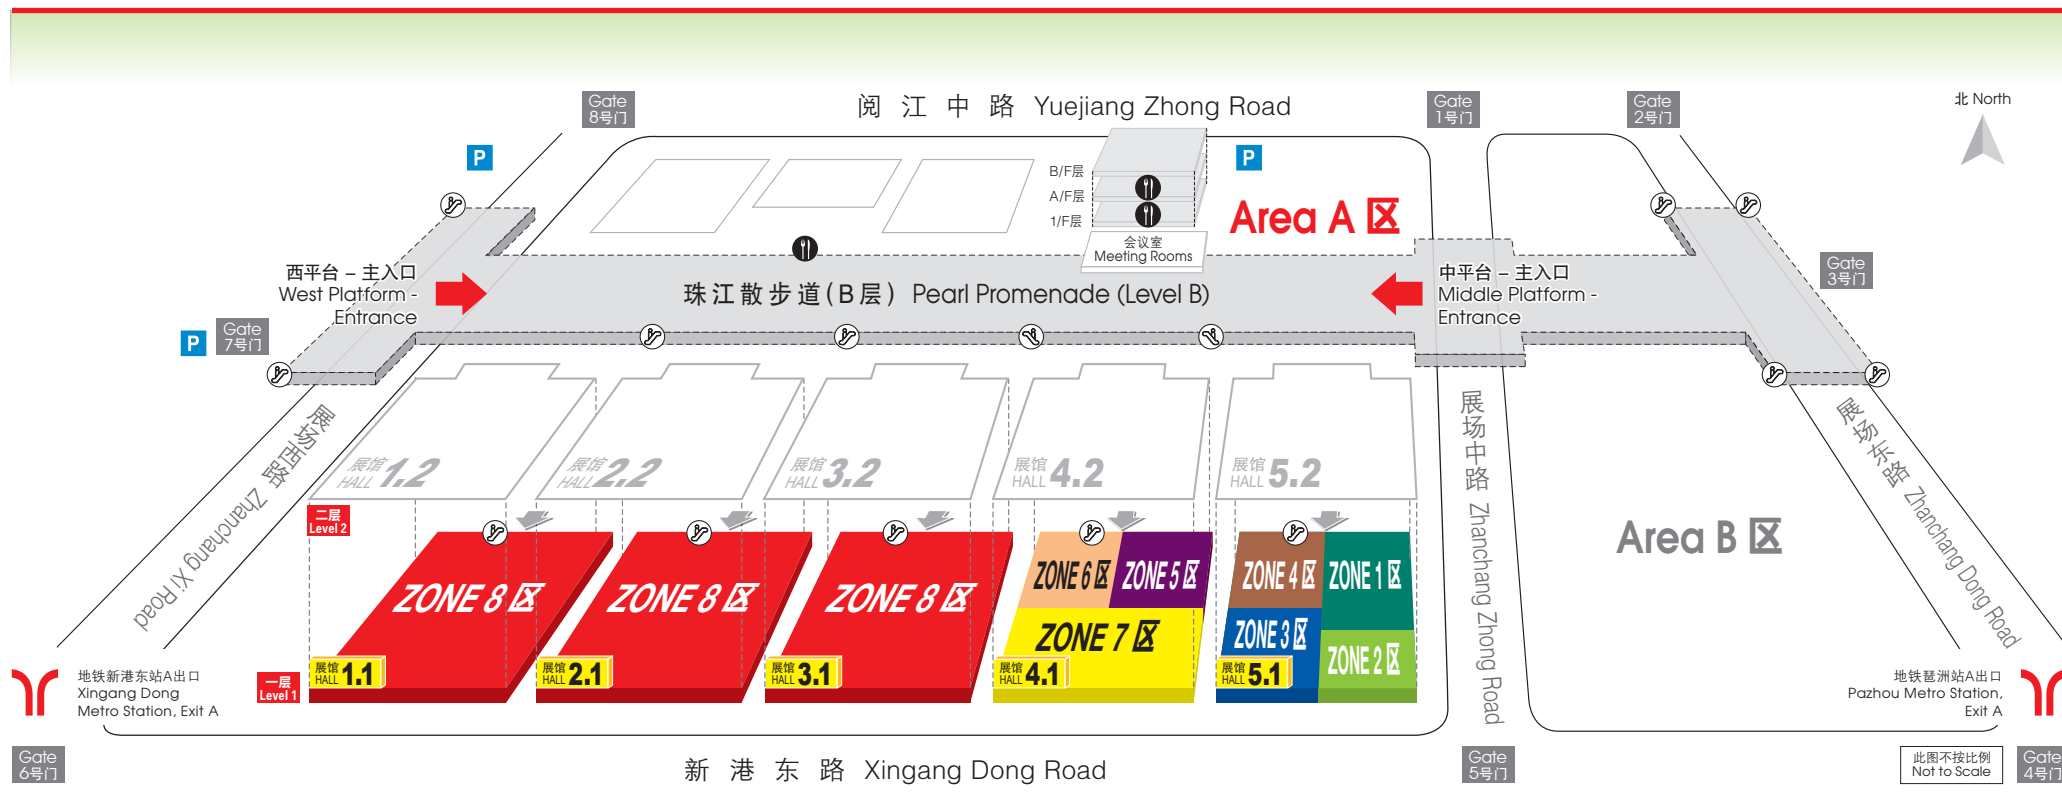 Gate
8号门
阅江中路 Yuejiang Zhong Road
Gate
1号门
Gate
2号门
北 North
P
P
B/F层
A/F层
1/F层
Area A 区
会议室
Meeting Rooms
西平台 – 主入口
West Platform -
Entrance
珠江散步道(B层) Pearl Promenade (Level B)
中平台 – 主入口
Middle Platform -
Entrance
Gate
3号门
P
Gate
7号门
展馆
HALL 1.2
展馆
HALL 2.2
展馆
HALL 3.2
展馆
HALL 4.2
展馆
HALL 5.2
展场西路 Zhanchang Xi Road
展场中路 Zhanchang Zhong Road
展场东路 Zhanchang Dong Road
二层
Level 2
Area B 区
ZONE 8 区
ZONE 8 区
ZONE 8 区
ZONE 6 区
ZONE 5 区
ZONE 4 区
ZONE 1 区
ZONE 7 区
ZONE 3 区
ZONE 2 区
展馆
HALL 1.1
展馆
HALL 2.1
展馆
HALL 3.1
展馆
HALL 4.1
展馆
HALL 5.1
一层
Level 1
地铁新港东站A出口
Xingang Dong
Metro Station, Exit A
地铁琶洲站A出口
Pazhou Metro Station,
Exit A
Gate
6号门
新港东路 Xingang Dong Road
Gate
5号门
此图不按比例
Not to Scale
Gate
4号门